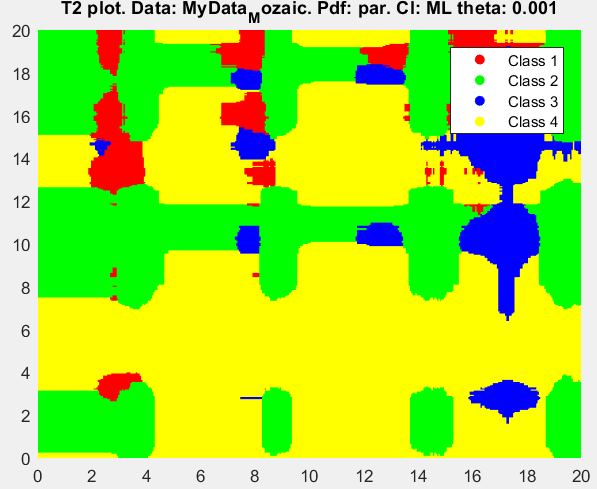 T2 plot. Data: MyData_Mozaic. Pdf: par. Cl: ML theta: 0.001
Class 1
Class 2
Class 3
Class 4
20
18
16
14
12
10
8
6
4
2
0
0 2 4 6 8 10 12 14 16 18 20